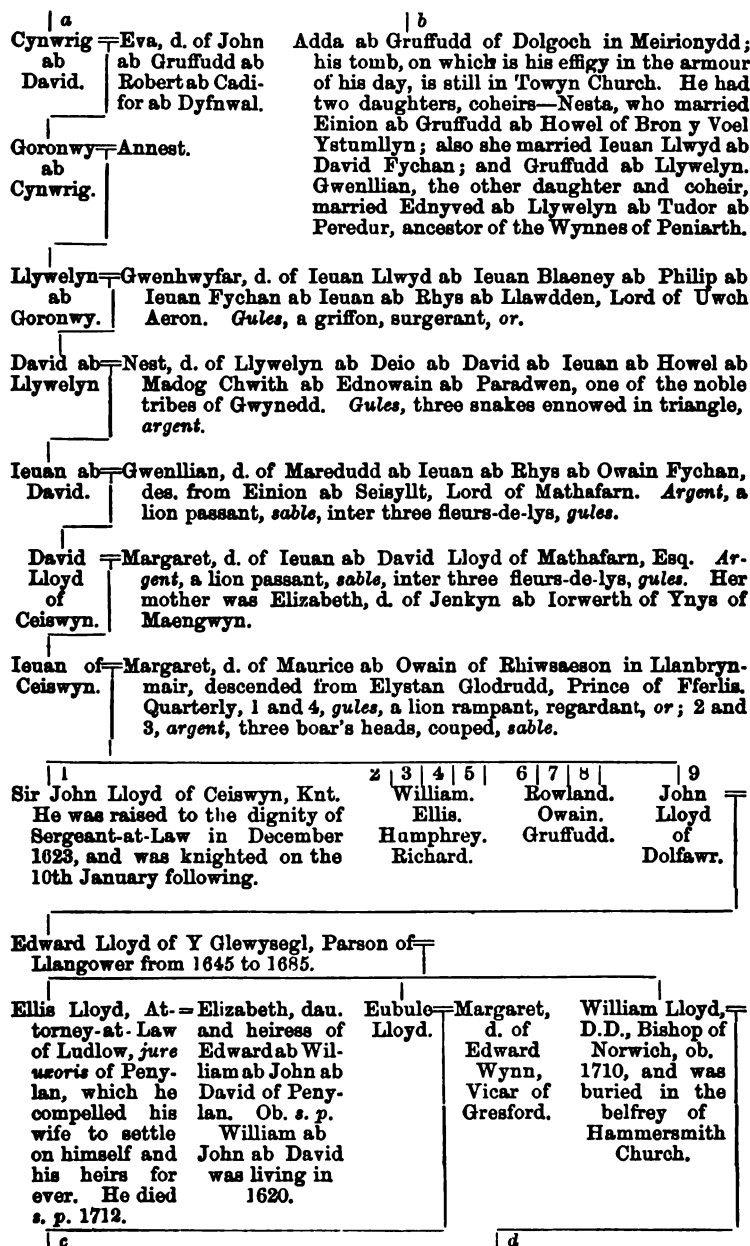 a
Cynwrig
ab
David.
Eva, d. of John
ab Gruffudd ab
Robert ab Cadi-
for ab Dyfnwal.
b
Adda ab Gruffudd of Dolgoch in Meirionydd;
his tomb, on which is his effigy in the armour
of his day, is still in Towyn Church. He had
two daughters, coheirs—Nesta, who married
Einion ab Gruffudd ab Howel of Bron y Voel
Ystumllyn; also she married Ieuan Llwyd ab
David Fychan; and Gruffudd ab Llywelyn.
Gwenllian, the other daughter and coheir,
married Ednyved ab Llywelyn ab Tudor ab
Peredur, ancestor of the Wynnes of Peniarth.
Goronwy
ab
Cynwrig.
Annest.
Llywelyn
ab
Goronwy.
Gwenhwyfar, d. of Ieuan Llwyd ab Ieuan Blaeney ab Philip ab
Ieuan Fychan ab Ieuan ab Rhys ab Llawdden, Lord of Uwch
Aeron. Gules, a griffon, surgerant, or.
David ab
Llywelyn
Nest, d. of Llywelyn ab Deio ab David ab Ieuan ab Howel ab
Madog Chwith ab Ednowain ab Paradwen, one of the noble
tribes of Gwynedd. Gules, three snakes ennowed in triangle,
argent.
Ieuan ab
David.
Gwenllian, d. of Maredudd ab Ieuan ab Rhys ab Owain Fychan,
des. from Einion ab Seisyllt, Lord of Mathafarn. Argent, a
lion passant, sable, inter three fleurs-de-lys, gules.
David
Lloyd
of
Ceiswyn.
Margaret, d. of Ieuan ab David Lloyd of Mathafarn, Esq. Ar-
gent, a lion passant, sable, inter three fleurs-de-lys, gules. Her
mother was Elizabeth, d. of Jenkyn ab Iorwerth of Ynys of
Maengwyn.
Ieuan of
Ceiswyn.
Margaret, d. of Maurice ab Owain of Rhiwsaeson in Llanbryn-
mair, descended from Elystan Glodrudd, Prince of Fferlis.
Quarterly, 1 and 4, gules, a lion rampant, regardant, or; 2 and
3, argent, three boar's heads, couped, sable.
1
Sir John Lloyd of Ceiswyn, Knt.
He was raised to the dignity of
Sergeant-at-Law in December
1623, and was knighted on the
10th January following.
2 3 4 5
William.
Ellis.
Humphrey.
Richard.
6 7 8
Rowland.
Owain.
Gruffudd.
9
John
Lloyd
of
Dolfawr.
Edward Lloyd of Y Glewysegl, Parson of
Llangower from 1645 to 1685.
Ellis Lloyd, At-
torney-at-Law
of Ludlow, jure
uxoris of Peny-
lan, which he
compelled his
wife to settle
on himself and
his heirs for
ever. He died
s. p. 1712.
Elizabeth, dau.
and heiress of
Edward ab Wil-
liam ab John ab
David of Peny-
lan. Ob. s. p.
William ab
John ab David
was living in
1620.
Eubule
Lloyd.
Margaret,
d. of
Edward
Wynn,
Vicar of
Gresford.
William Lloyd,
D.D., Bishop of
Norwich, ob.
1710, and was
buried in the
belfrey of
Hammersmith
Church.
c
d